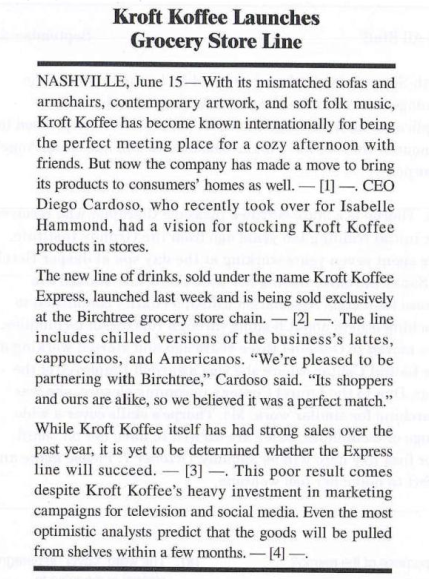 Kroft Koffee Launches
Grocery Store Line
NASHVILLE, June 15—With its mismatched sofas and
armchairs, contemporary artwork, and soft folk music,
Kroft Koffee has become known internationally for being
the perfect meeting place for a cozy afternoon with
friends. But now the company has made a move to bring
its products to consumers’ homes as well. — [1] —. CEO
Diego Cardoso, who recently took over for Isabelle
Hammond, had a vision for stocking Kroft Koffee
products in stores.
The new line of drinks, sold under the name Kroft Koffee
Express, launched last week and is being sold exclusively
at the Birchtree grocery store chain. — [2] —. The line
includes chilled versions of the business’s lattes,
cappuccinos, and Americanos. “We’re pleased to be
partnering with Birchtree,” Cardoso said. “Its shoppers
and ours are alike, so we believed it was a perfect match.”
While Kroft Koffee itself has had strong sales over the
past year, it is yet to be determined whether the Express
line will succeed. — [3] —. This poor result comes
despite Kroft Koffee’s heavy investment in marketing
campaigns for television and social media. Even the most
optimistic analysts predict that the goods will be pulled
from shelves within a few months. — [4] —.